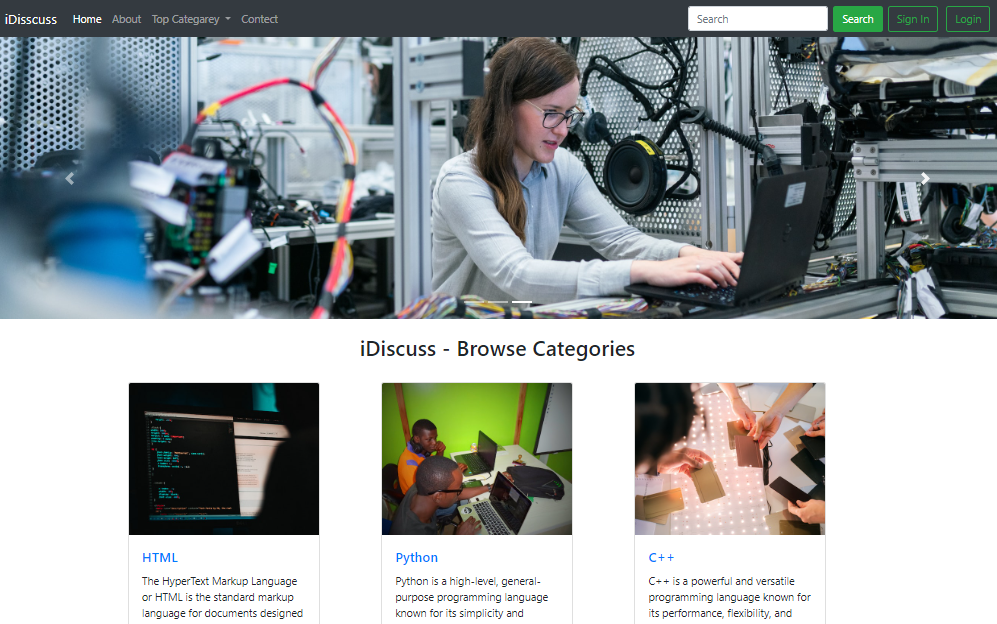 iDisscuss Home About Top Categarey Contect Search Search Sign In Login
iDiscuss - Browse Categories
HTML
The HyperText Markup Language
or HTML is the standard markup
language for documents designed
Python
Python is a high-level, general-
purpose programming language
known for its simplicity and
C++
C++ is a powerful and versatile
programming language known for
its performance, flexibility, and